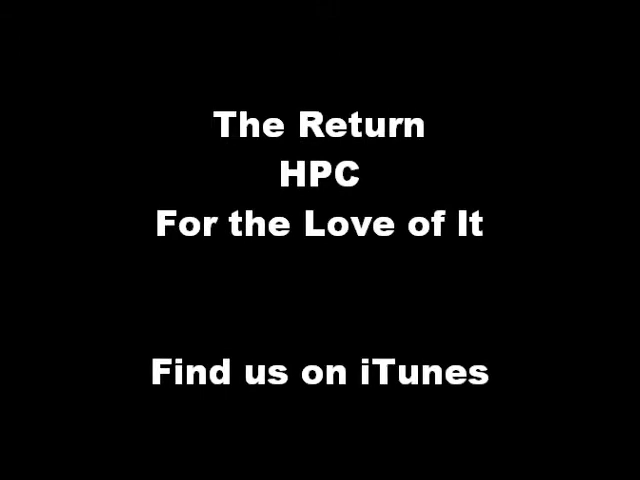 The Return
HPC
For the Love of It
Find us on iTunes